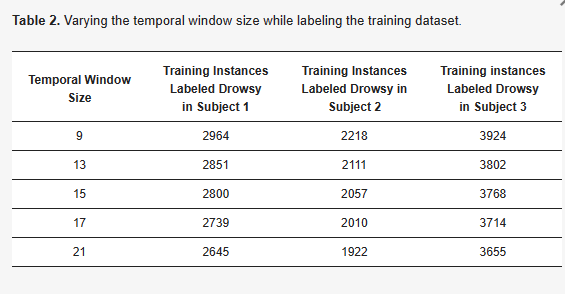 Table 2. Varying the temporal window size while labeling the training dataset.
Temporal Window Size | Training Instances Labeled Drowsy in Subject 1 | Training Instances Labeled Drowsy in Subject 2 | Training instances Labeled Drowsy in Subject 3
9 2964 2218 3924
13 2851 2111 3802
15 2800 2057 3768
17 2739 2010 3714
21 2645 1922 3655